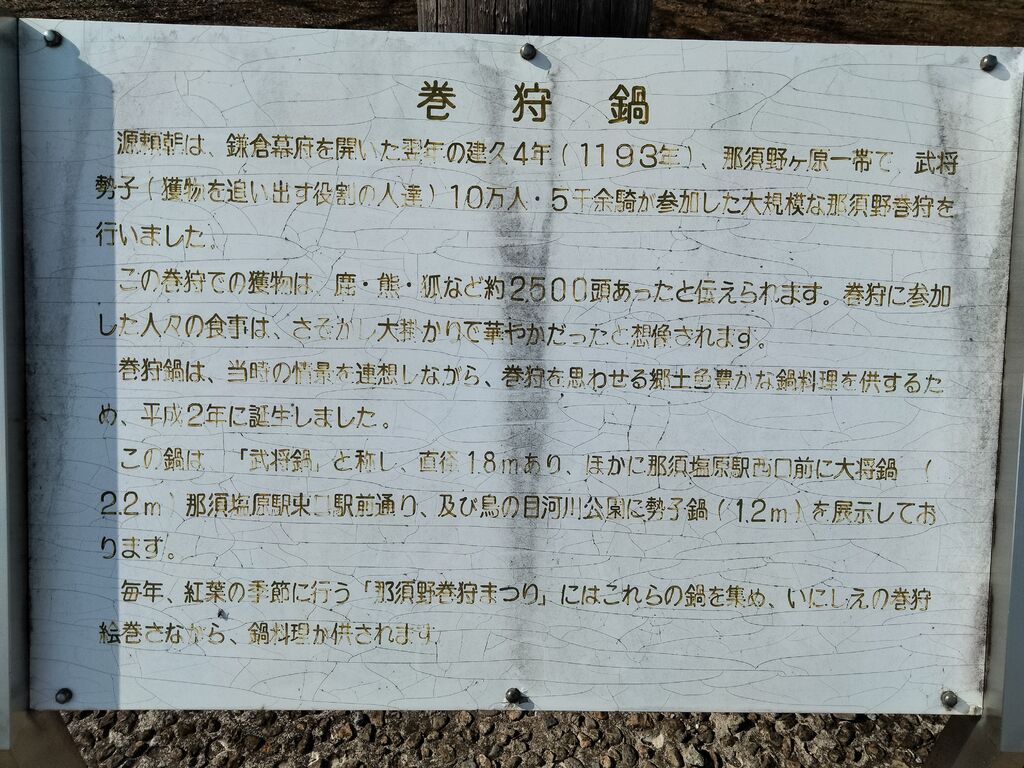 巻狩鍋
源頼朝は、鎌倉幕府を開いた翌年の建久4年（1193年）、那須野ヶ原一帯で、武将
勢子（獲物を追い出す役割の人達）10万人・5千余騎が参加した大規模な那須野巻狩を
行いました。
この巻狩での獲物は、鹿・熊・狐など約2500頭あったと伝えられます。巻狩に参加
した人々の食事は、さぞかし大掛かりで華やかだったと想像されます。
巻狩鍋は、当時の情景を連想しながら、巻狩を思わせる郷土色豊かな鍋料理を供するた
め、平成2年に誕生しました。
この鍋は、「武将鍋」と称し、直径1.8mあり、ほかに那須塩原駅西口前に大将鍋（
2.2m）那須塩原駅東口駅前通り、及び鳥の目河川公園に勢子鍋（1.2m）を展示してお
ります。
毎年、紅葉の季節に行う「那須野巻狩まつり」にはこれらの鍋を集め、いにしえの巻狩
絵巻さながら、鍋料理が供されます